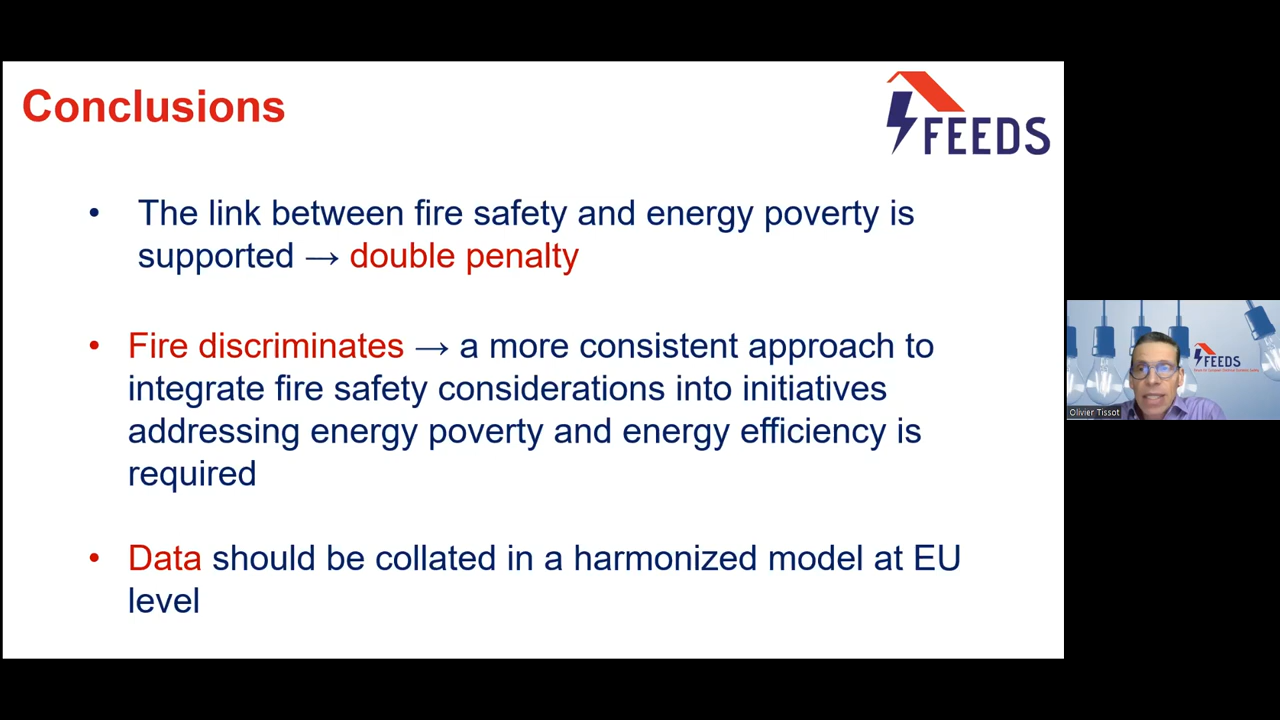 Conclusions
FEEDS
• The link between fire safety and energy poverty is
supported → double penalty
• Fire discriminates → a more consistent approach to
integrate fire safety considerations into initiatives
addressing energy poverty and energy efficiency is
required
• Data should be collated in a harmonized model at EU
level
FEEDS
Olivier Tissot